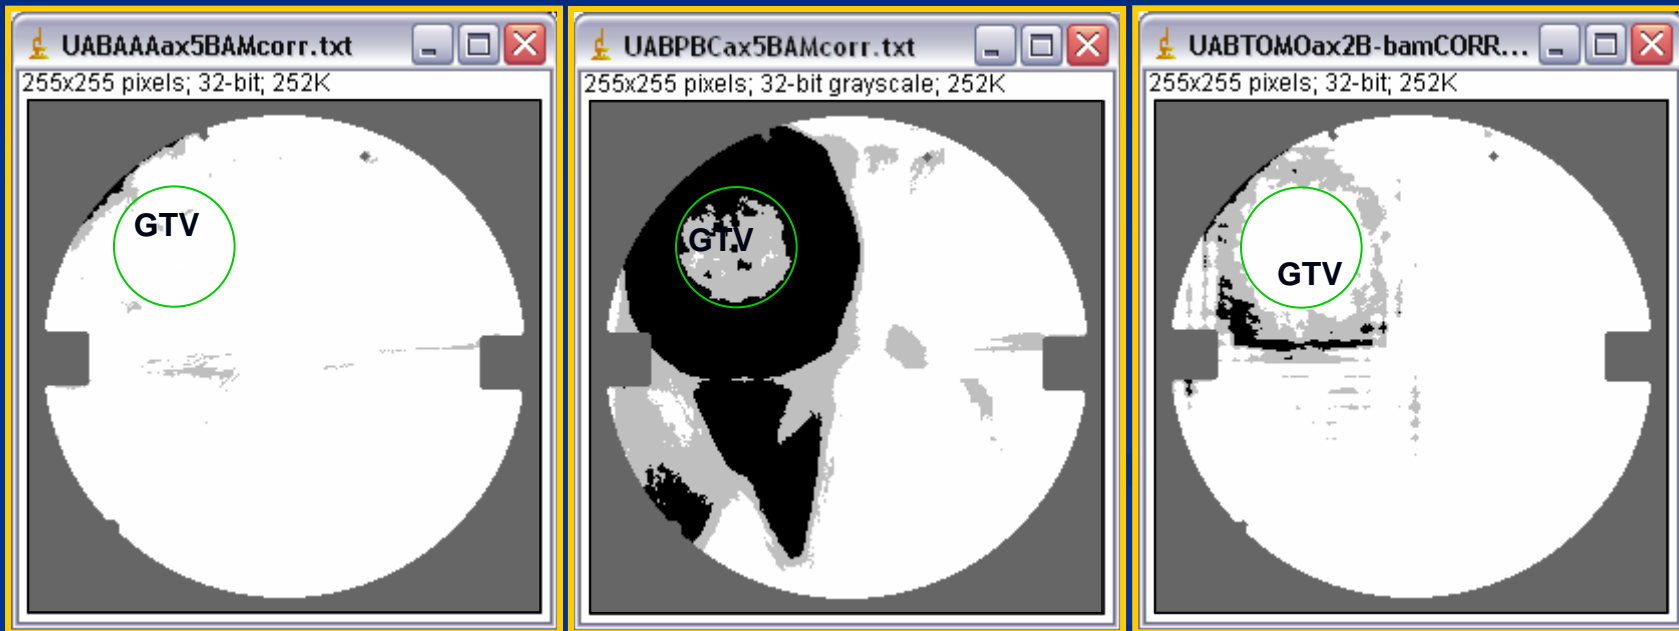 UABAAAax5BAMcorr.txt
255x255 pixels; 32-bit; 252K
GTV
UABPBCax5BAMcorr.txt
255x255 pixels; 32-bit grayscale; 252K
GTV
UABTOMOax2B-bamCORR...
255x255 pixels; 32-bit; 252K
GTV